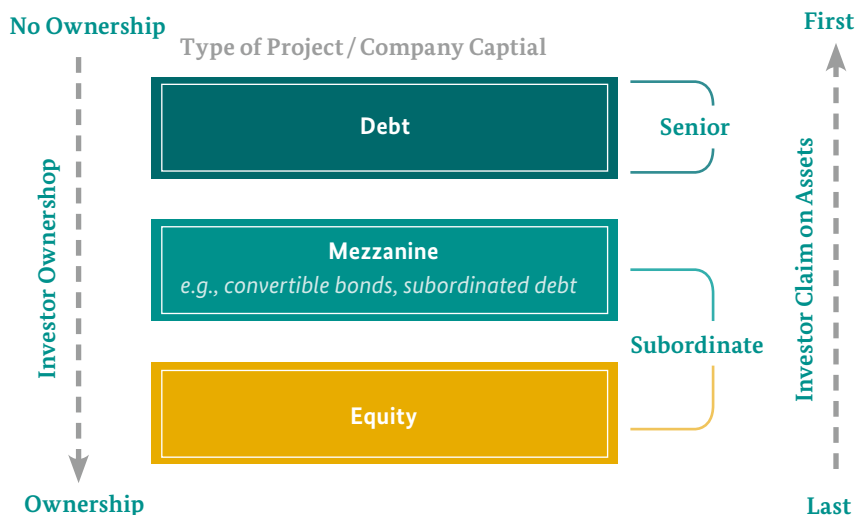 No Ownership
First
Type of Project / Company Captial
Debt
Senior
Investor Ownershop
Mezzanine
e.g., convertible bonds, subordinated debt
Subordinate
Investor Claim on Assets
Equity
Ownership
Last